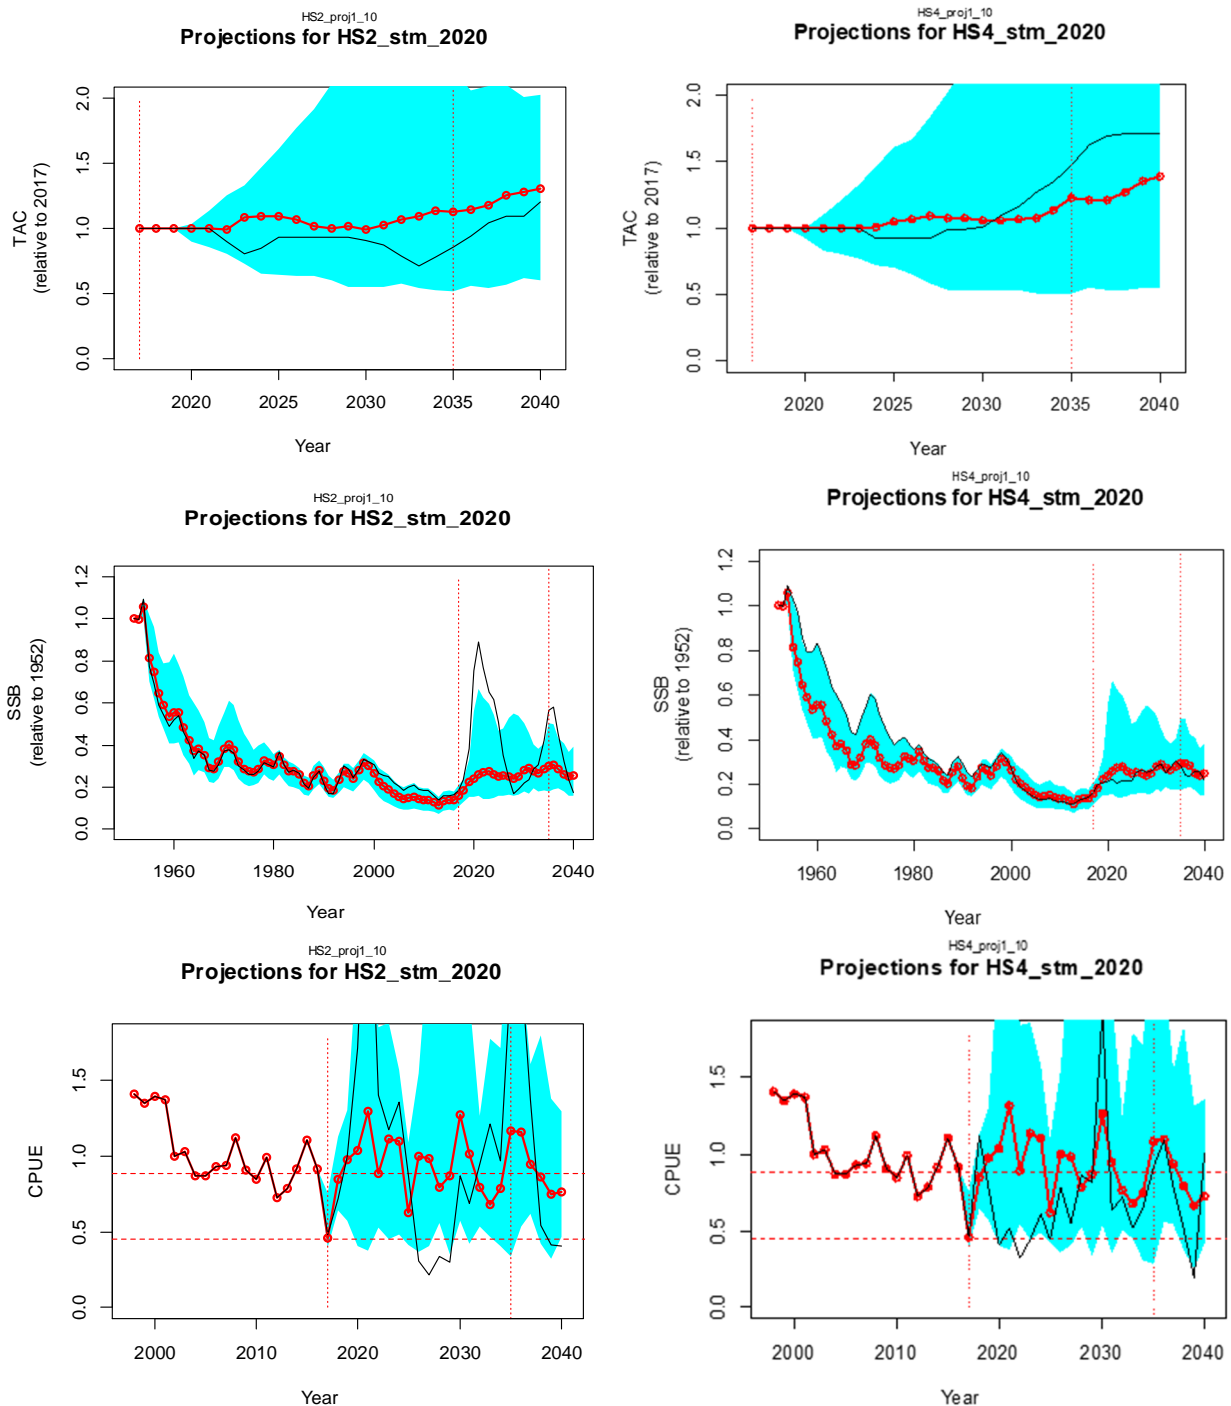 HS2_proj1_10
Projections for HS2_stm_2020
TAC
(relative to 2017)
2.0
1.5
1.0
0.5
0.0
2020 2025 2030 2035 2040
Year
HS4_proj1_10
Projections for HS4_stm_2020
TAC
(relative to 2017)
2.0
1.5
1.0
0.5
0.0
2020 2025 2030 2035 2040
Year
HS2_proj1_10
Projections for HS2_stm_2020
SSB
(relative to 1952)
1.2
1.0
0.8
0.6
0.4
0.2
0.0
1960 1980 2000 2020 2040
Year
HS4_proj1_10
Projections for HS4_stm_2020
SSB
(relative to 1952)
1.2
1.0
0.8
0.6
0.4
0.2
0.0
1960 1980 2000 2020 2040
Year
HS2_proj1_10
Projections for HS2_stm_2020
CPUE
1.5
1.0
0.5
0.0
2000 2010 2020 2030 2040
Year
HS4_proj1_10
Projections for HS4_stm_2020
CPUE
1.5
1.0
0.5
0.0
2000 2010 2020 2030 2040
Year